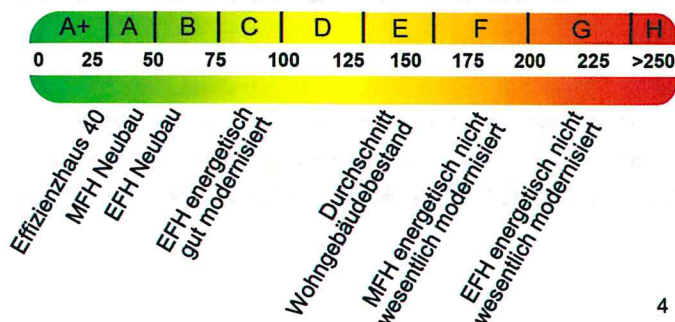 A+ A B C D E F G H
0 25 50 75 100 125 150 175 200 225 >250
Effizienzhaus 40
MFH Neubau
EFH Neubau
EFH energetisch
gut modernisiert
Durchschnitt
Wohngebäudebestand
MFH energetisch nicht
wesentlich modernisiert
EFH energetisch nicht
wesentlich modernisiert
4